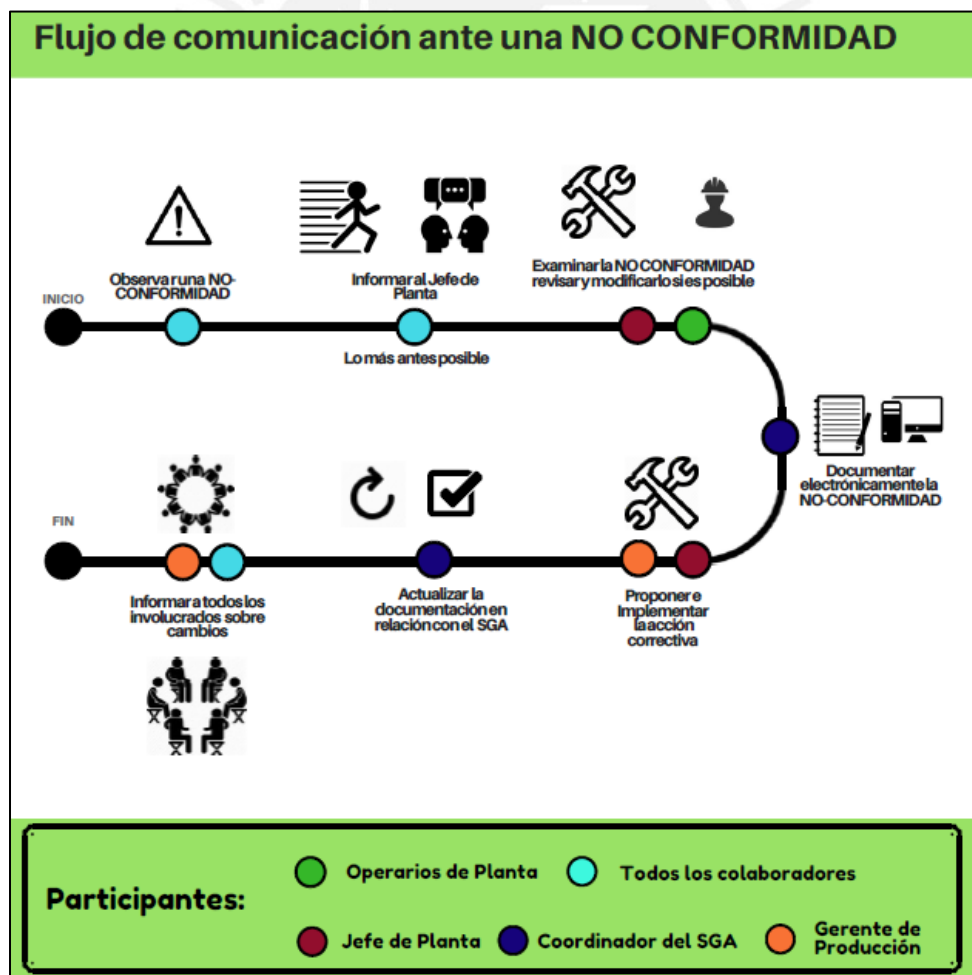 Flujo de comunicación ante una NO CONFORMIDAD
Observar una NO-
CONFORMIDAD
Informar al Jefe de
Planta
Examinar la NO CONFORMIDAD
revisar y modificarlo si es posible
INICIO
Lo más antes posible
Documentar
electrónicamente la
NO-CONFORMIDAD
FIN
Informar a todos los
involucrados sobre
cambios
Actualizar la
documentación en
relación con el SGA
Proponer e
Implementar
la acción
correctiva
Participantes:
Operarios de Planta
Todos los colaboradores
Jefe de Planta
Coordinador del SGA
Gerente de
Producción